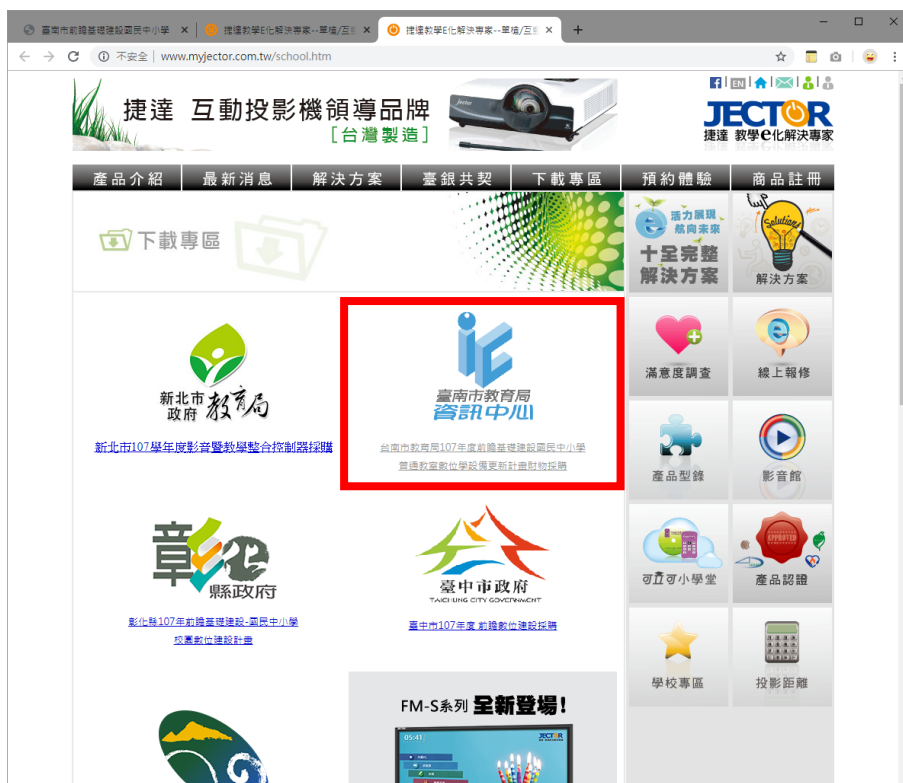 臺南市前瞻基礎建設國民中小學
捷達教學E化解決專家--單槍/互
捷達教學E化解決專家--單槍/互
不安全 | www.myjector.com.tw/school.htm
捷達 互動投影機領導品牌
[台灣製造]
Jector
f | EN
JECTOR
捷達 教學e化解決專家
產品介紹 最新消息 解決方案 臺銀共契 下載專區 預約體驗 商品註冊
下載專區
活力展現
航向未來
十全完整
解決方案
Solutions
解決方案
新北市
政府 教育局
新北市107學年度影音暨教學整合控制器採購
臺南市教育局
資訊中心
台南市教育局107年度前瞻基礎建設國民中小學
普通教室數位學設備更新計畫財物採購
滿意度調查
線上報修
產品型錄
影音館
彰化
縣政府
彰化縣107年前瞻基礎建設-國民中小學
校園數位建設計畫
臺中市政府
TAICHUNG CITY GOVERNMENT
臺中市107年度 前瞻數位建設採購
可立可小學堂
APPROVED
產品認證
學校專區
投影距離
FM-S系列 全新登場!
05:41
JECTOR